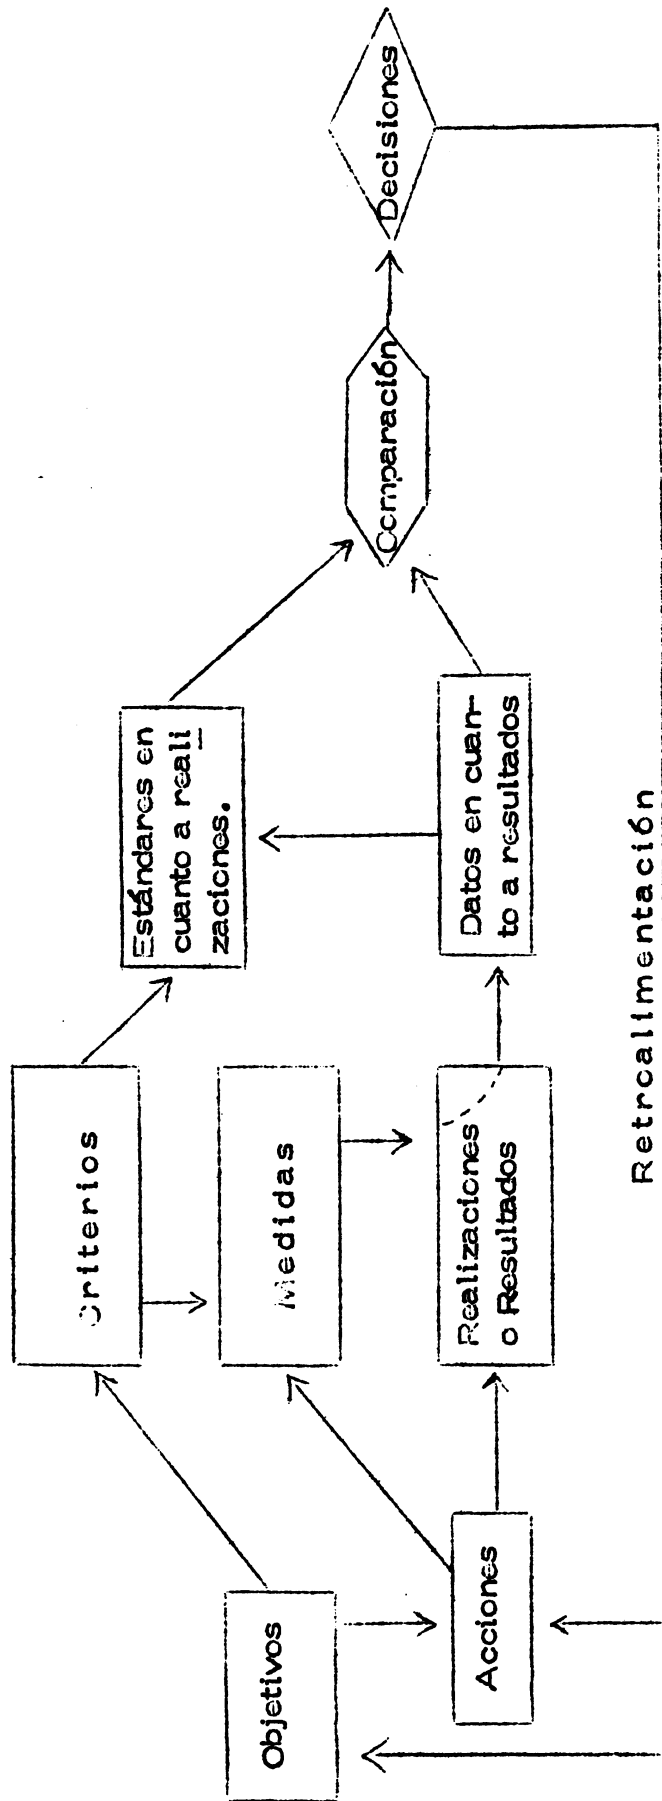 Objetivos
Acciones
Criterios
Medidas
Realizaciones
o Resultados
Estándares en
cuanto a reali
zaciones.
Datos en cuan-
to a resultados
Comparación
Decisiones
Retroalimentación